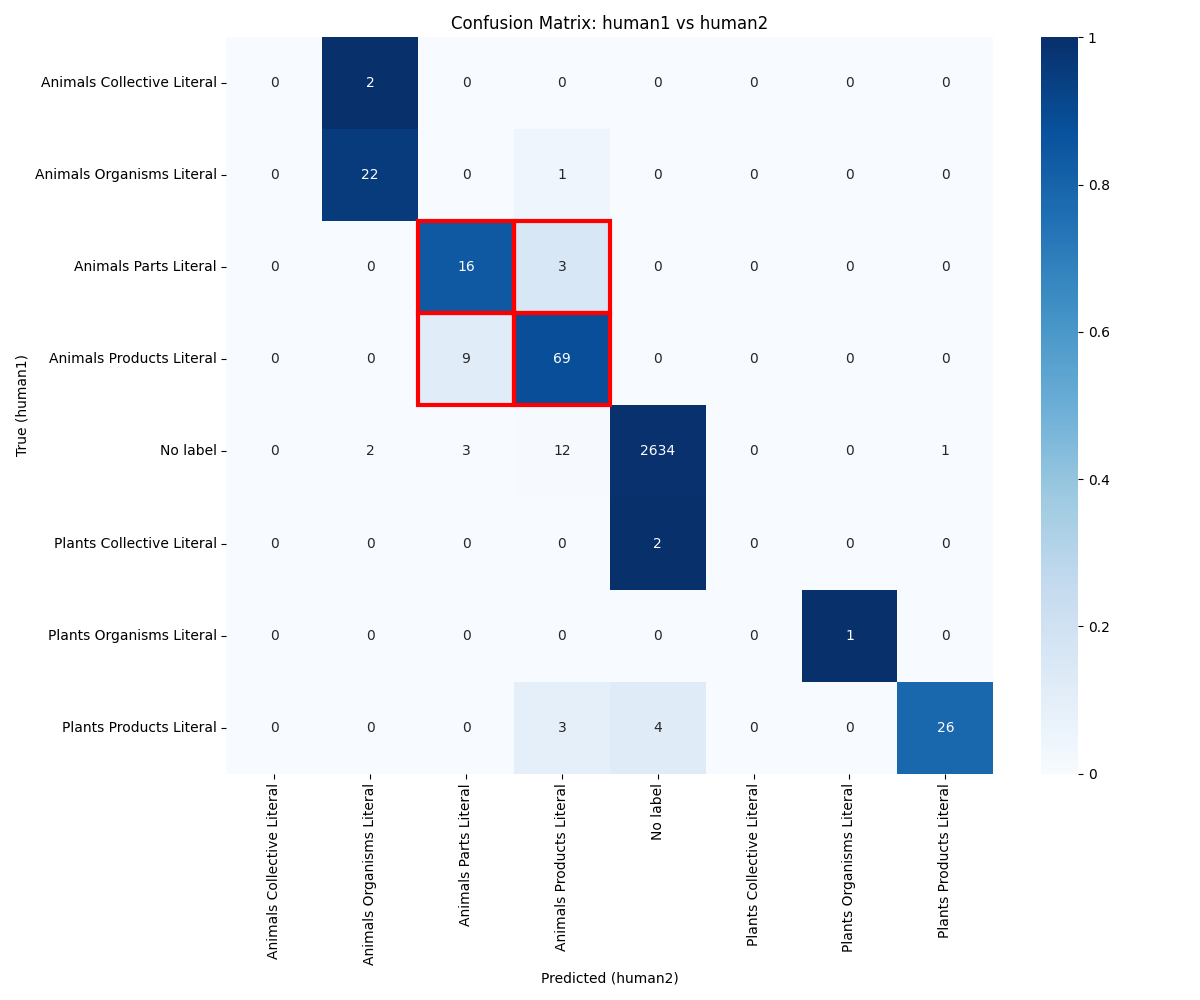 Confusion Matrix: human1 vs human2
Animals Collective Literal 0 2 0 0 0 0 0 0
Animals Organisms Literal 0 22 0 1 0 0 0 0
Animals Parts Literal 0 0 16 3 0 0 0 0
Animals Products Literal 0 0 9 69 0 0 0 0
No label 0 2 3 12 2634 0 0 1
Plants Collective Literal 0 0 0 0 2 0 0 0
Plants Organisms Literal 0 0 0 0 0 0 1 0
Plants Products Literal 0 0 0 3 4 0 0 26
True (human1)
Animals Collective Literal
Animals Organisms Literal
Animals Parts Literal
Animals Products Literal
No label
Plants Collective Literal
Plants Organisms Literal
Plants Products Literal
Predicted (human2)
1
0.8
0.6
0.4
0.2
0